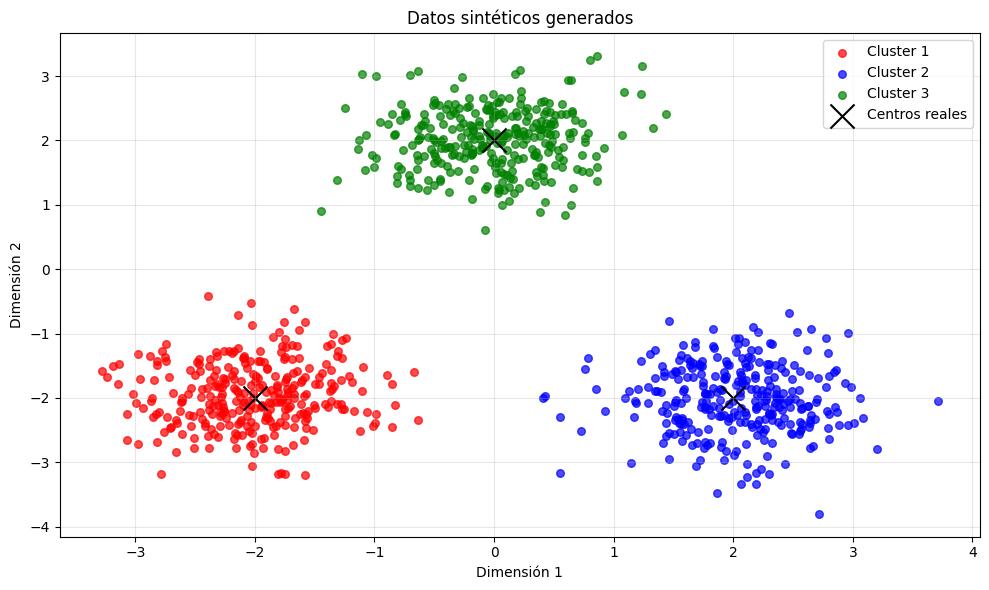 Datos sintéticos generados
Cluster 1
Cluster 2
Cluster 3
Centros reales
3
2
1
0
−1
−2
−3
−4
Dimensión 2
−3
−2
−1
0
1
2
3
4
Dimensión 1